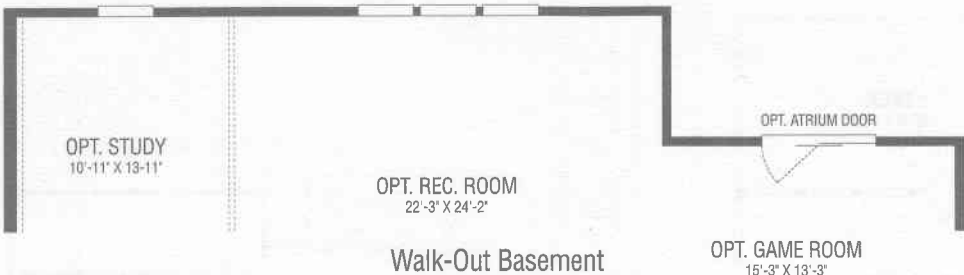 OPT. STUDY
10'-11" X 13-11"
OPT. REC. ROOM
22'-3" X 24'-2"
Walk-Out Basement
OPT. ATRIUM DOOR
OPT. GAME ROOM
15'-3" X 13'-3"